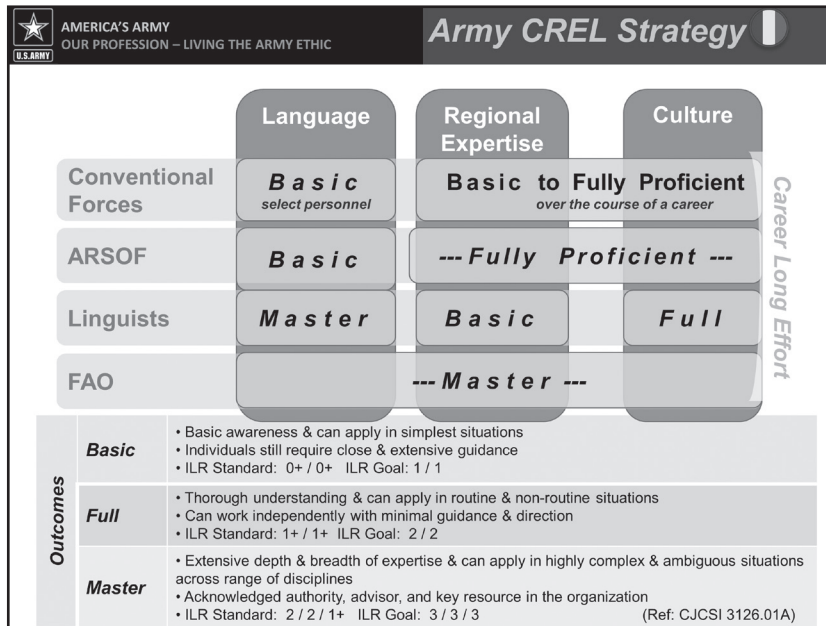 AMERICA'S ARMY
OUR PROFESSION – LIVING THE ARMY ETHIC
U.S.ARMY
Army CREL Strategy
Language
Regional
Expertise
Culture
Conventional
Forces
Basic
select personnel
Basic to Fully Proficient
over the course of a career
ARSOF
Basic
--- Fully Proficient ---
Linguists
Master
Basic
Full
FAO
--- Master ---
Career Long Effort
Outcomes
Basic
• Basic awareness & can apply in simplest situations
• Individuals still require close & extensive guidance
• ILR Standard: 0+ / 0+ ILR Goal: 1 / 1
Full
• Thorough understanding & can apply in routine & non-routine situations
• Can work independently with minimal guidance & direction
• ILR Standard: 1+ / 1+ ILR Goal: 2 / 2
Master
• Extensive depth & breadth of expertise & can apply in highly complex & ambiguous situations
across range of disciplines
• Acknowledged authority, advisor, and key resource in the organization
• ILR Standard: 2 / 2 / 1+ ILR Goal: 3 / 3 / 3 (Ref: CJCSI 3126.01A)